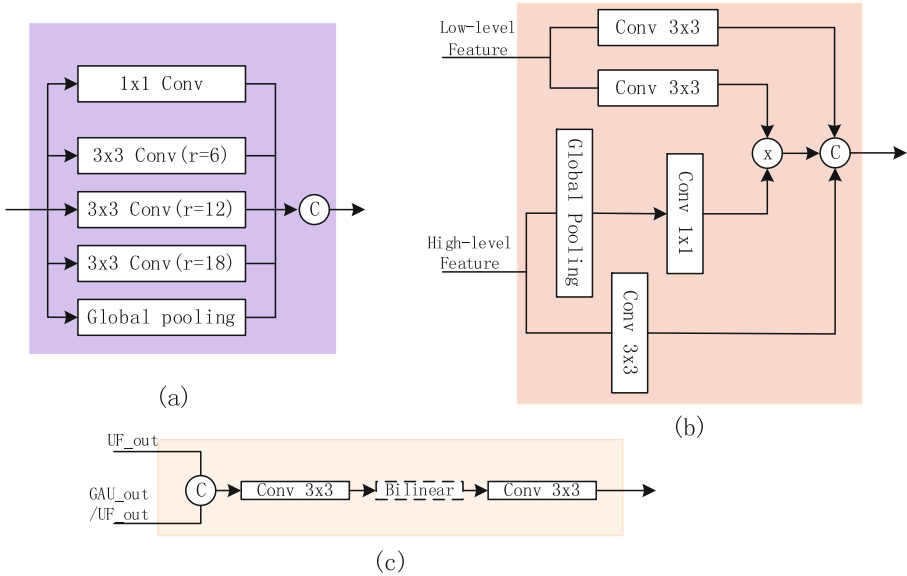 1x1 Conv
3x3 Conv(r=6)
3x3 Conv(r=12)
3x3 Conv(r=18)
Global pooling
C
(a)
Low-level
Feature
Conv 3x3
Conv 3x3
Global Pooling
Conv 1x1
x
C
High-level
Feature
Conv 3x3
(b)
UF_out
GAU_out
/UF_out
C
Conv 3x3
Bilinear
Conv 3x3
(c)